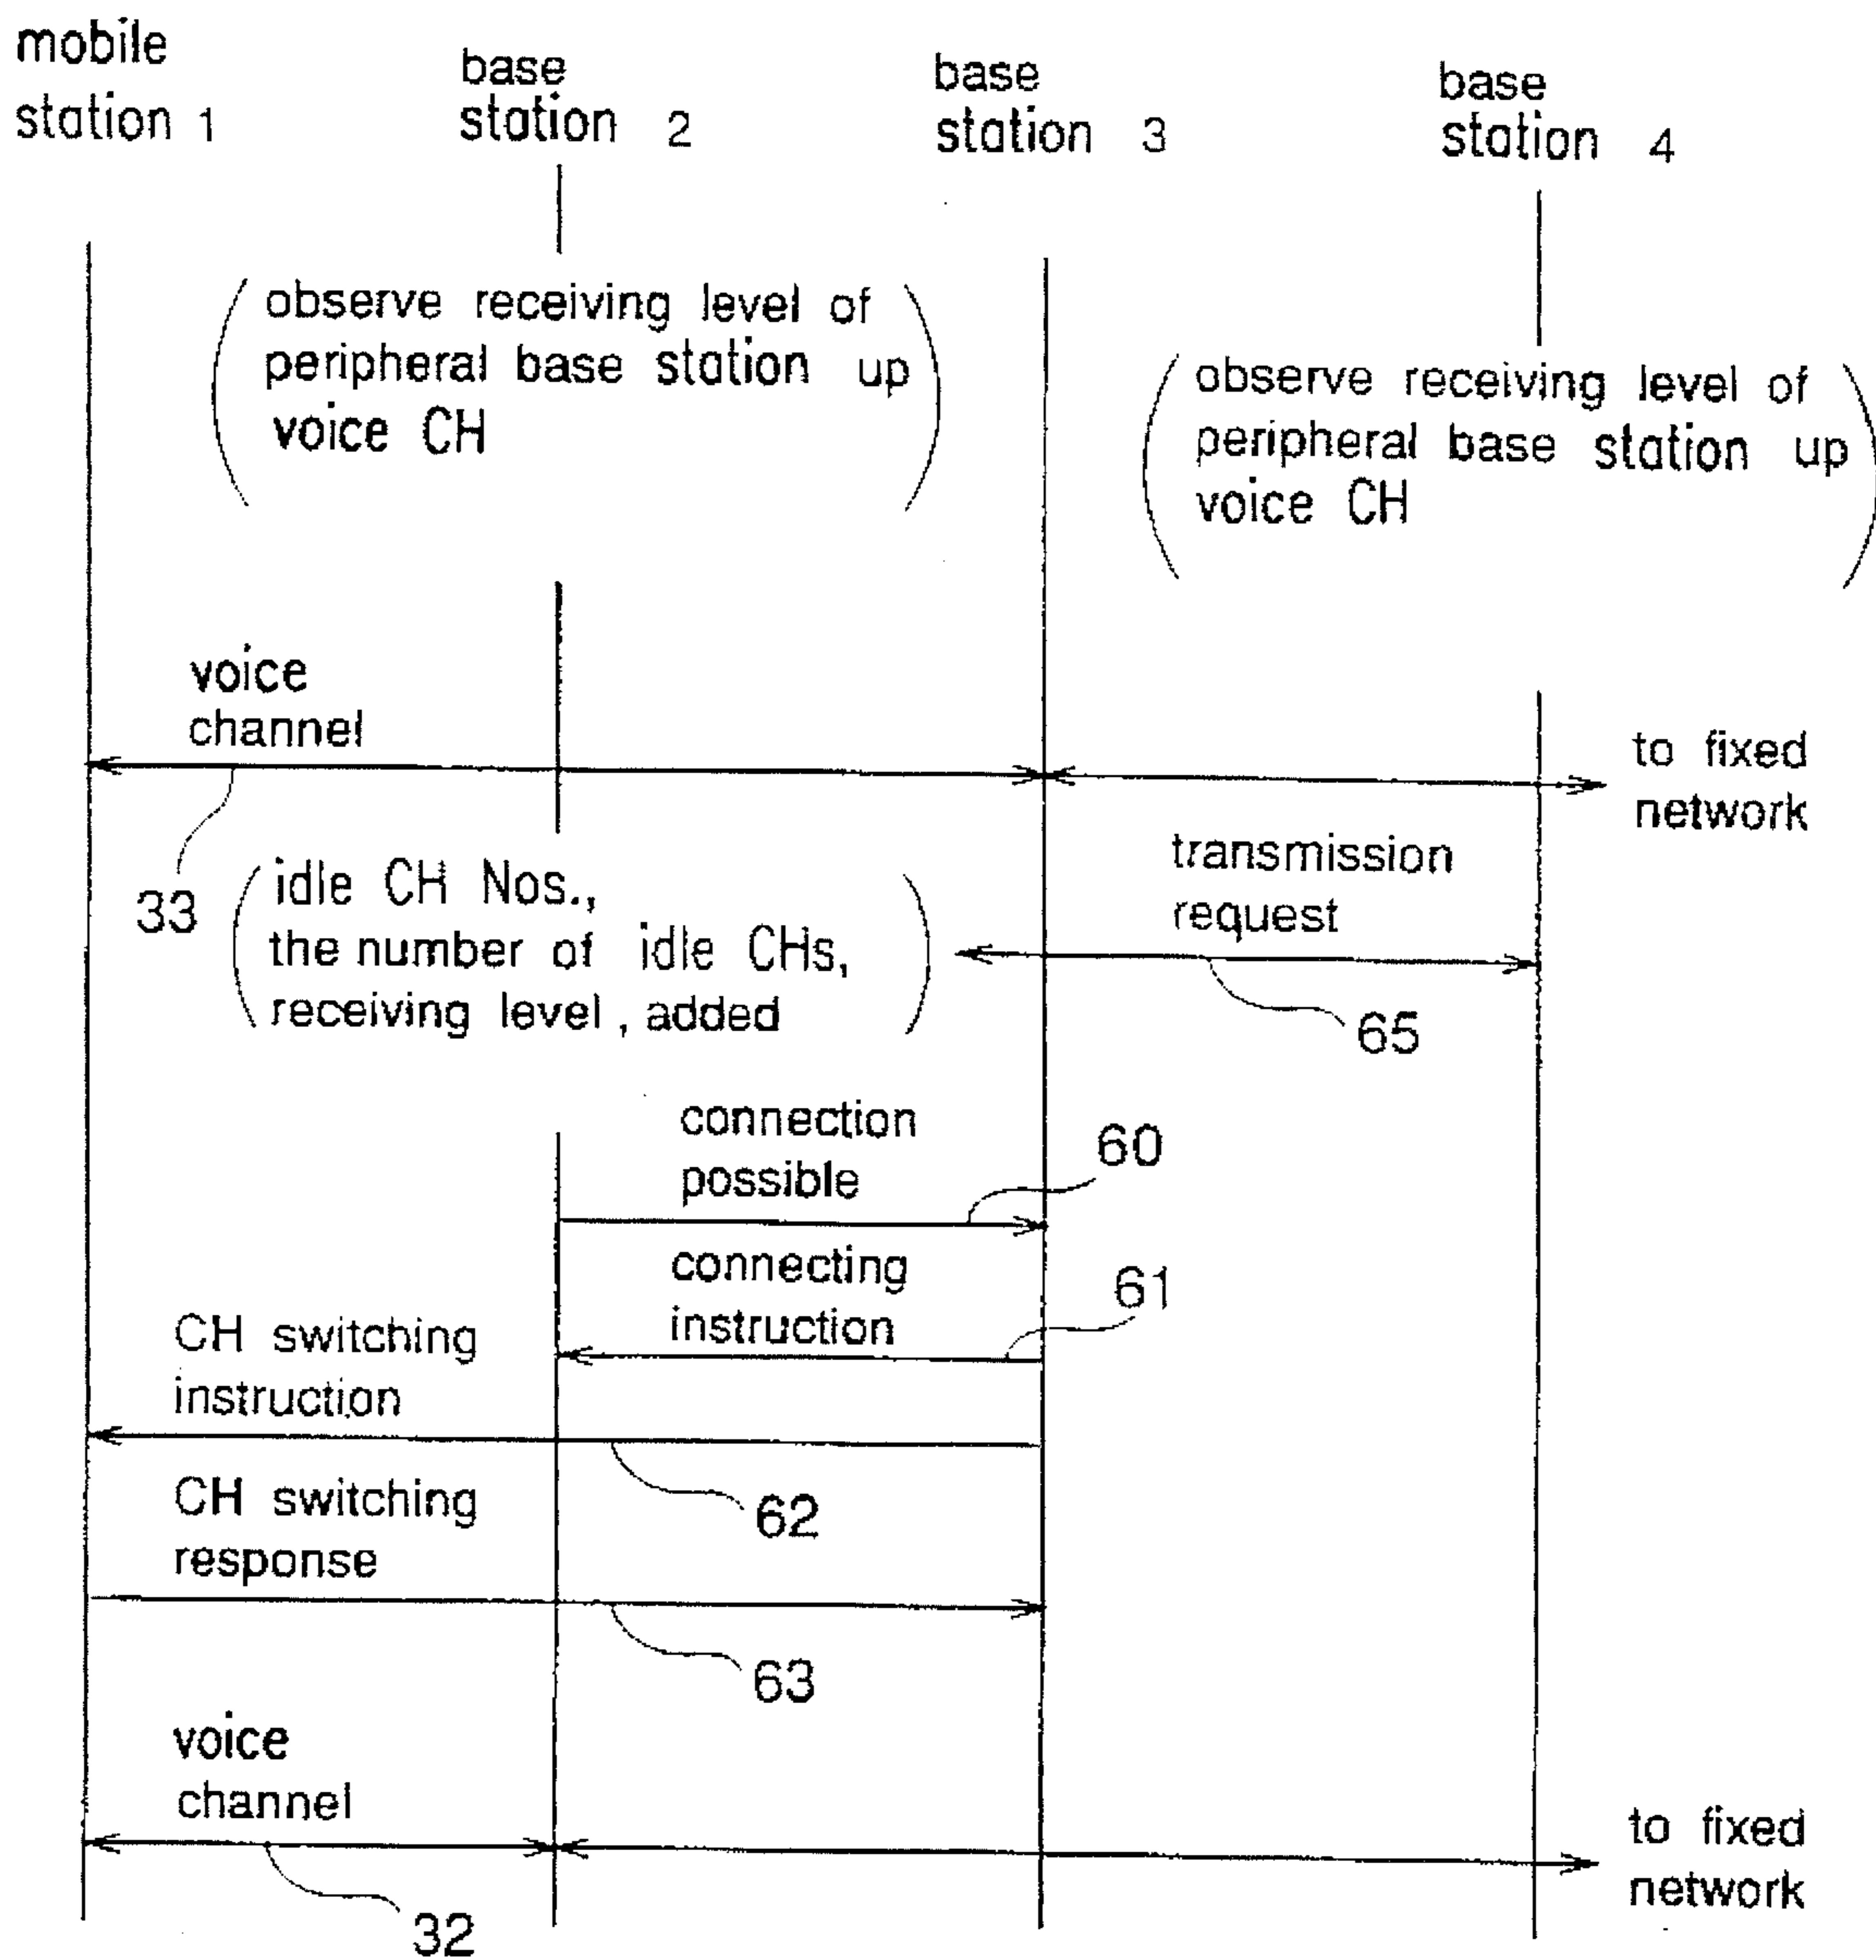 mobile
station 1
base
station 2
base
station 3
base
station 4
observe receiving level of
peripheral base station up
voice CH
observe receiving level of
peripheral base station up
voice CH
voice
channel
to fixed
network
33
idle CH Nos.,
the number of idle CHs,
receiving level, added
transmission
request
65
connection
possible
60
connecting
instruction
61
CH switching
instruction
62
CH switching
response
63
voice
channel
to fixed
network
32